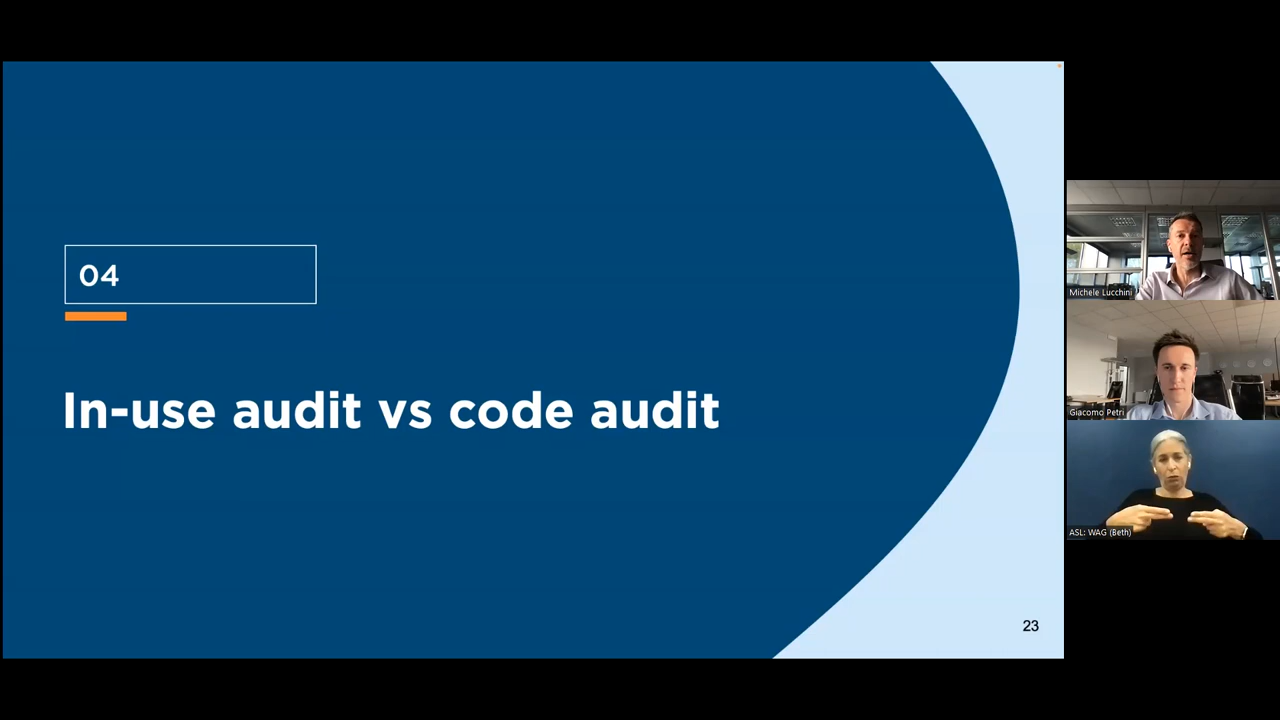 04
In-use audit vs code audit
23
Michele Lucchini
Giacomo Petri
ASL: WAG (Beth)